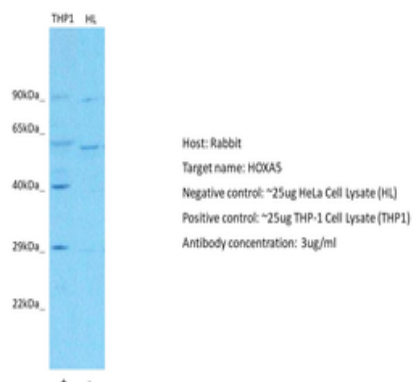 THP1 HL
90kDa_
65kDa_
40kDa_
29kDa_
22kDa_
Host: Rabbit
Target name: HOXA5
Negative control: ~25ug HeLa Cell Lysate (HL)
Positive control: ~25ug THP-1 Cell Lysate (THP1)
Antibody concentration: 3ug/ml